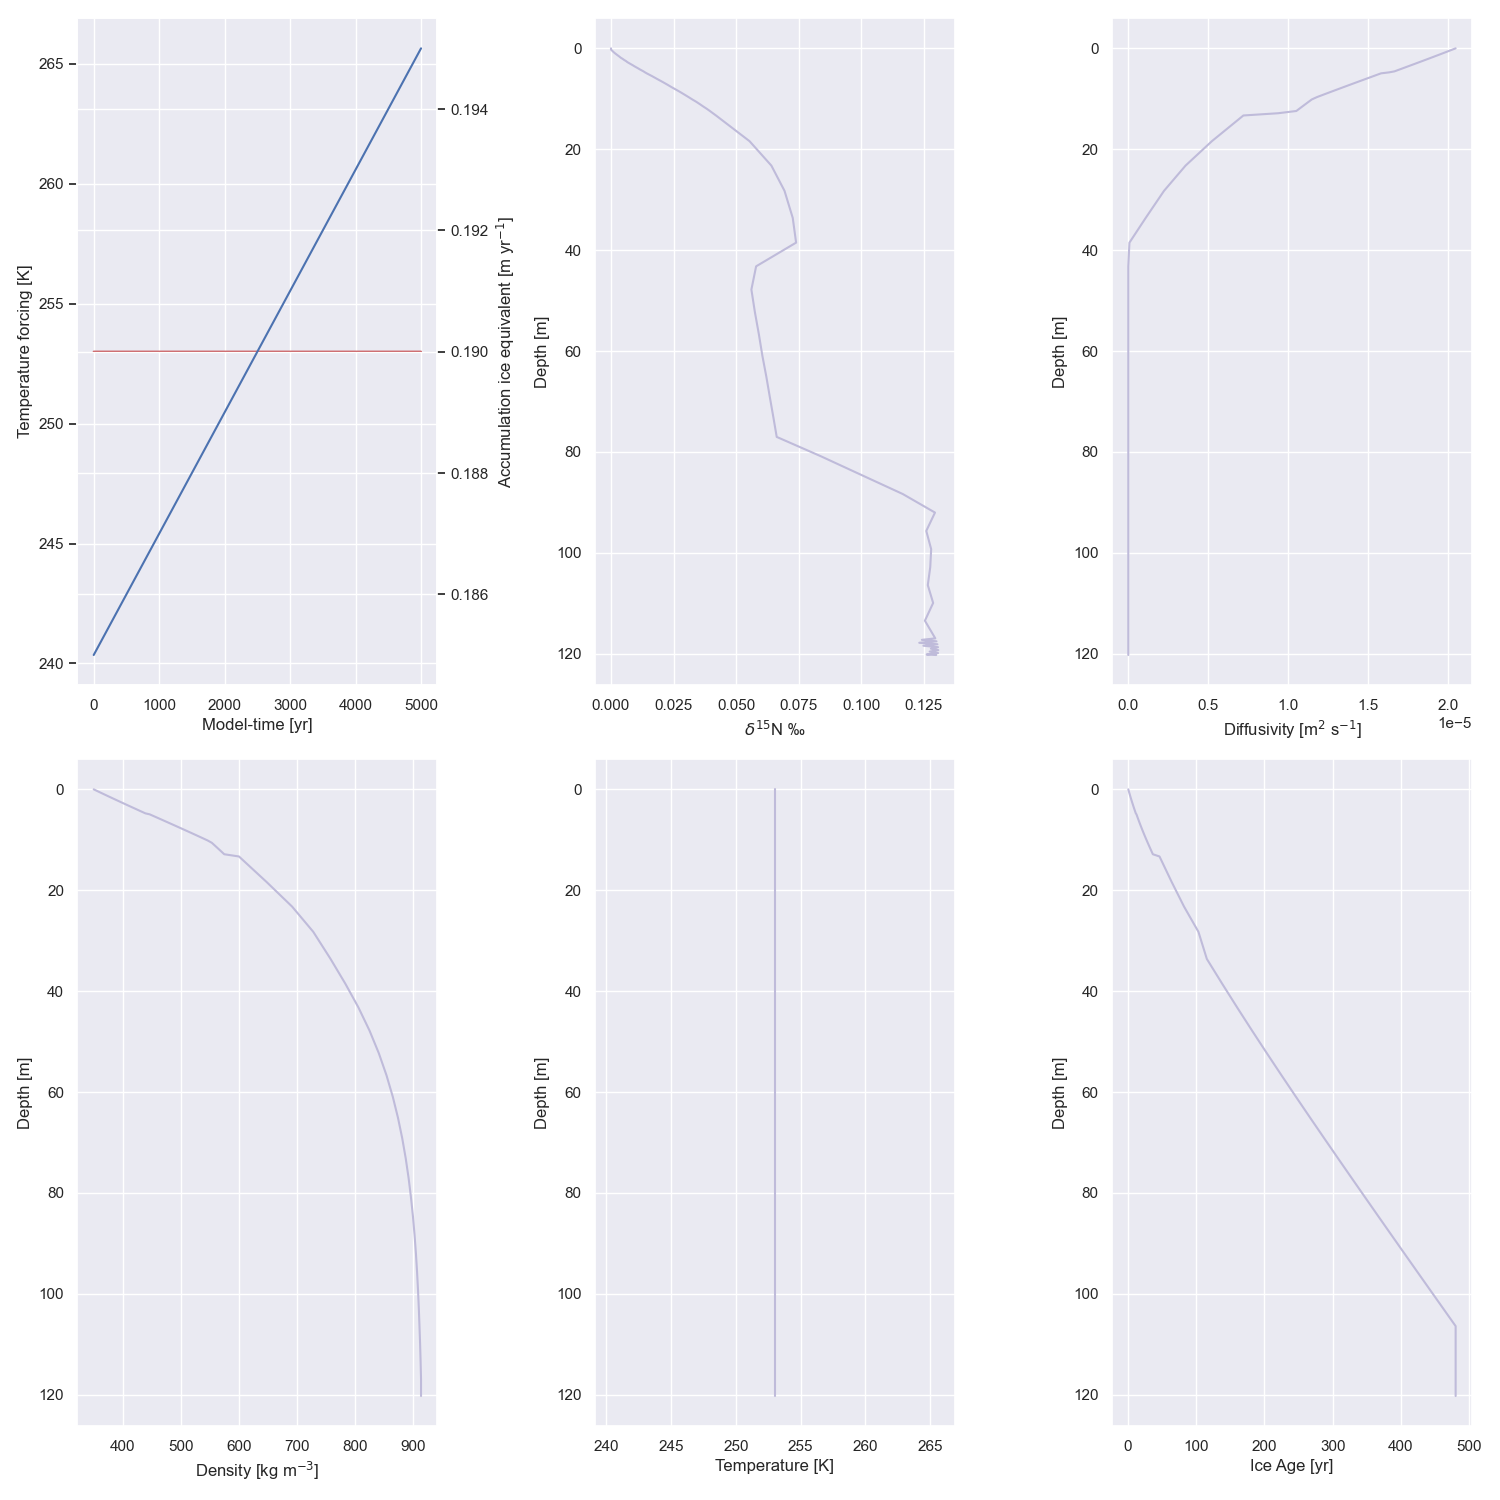 265
260
255
250
245
240
Temperature forcing [K]
0.194
0.192
0.190
0.188
0.186
Accumulation ice equivalent [m yr⁻¹]
0 1000 2000 3000 4000 5000
Model-time [yr]
0
20
40
60
80
100
120
Depth [m]
0.000 0.025 0.050 0.075 0.100 0.125
δ¹⁵N ‰
0
20
40
60
80
100
120
Depth [m]
0.0 0.5 1.0 1.5 2.0
1e−5
Diffusivity [m² s⁻¹]
0
20
40
60
80
100
120
Depth [m]
400 500 600 700 800 900
Density [kg m⁻³]
0
20
40
60
80
100
120
Depth [m]
240 245 250 255 260 265
Temperature [K]
0
20
40
60
80
100
120
Depth [m]
0 100 200 300 400 500
Ice Age [yr]